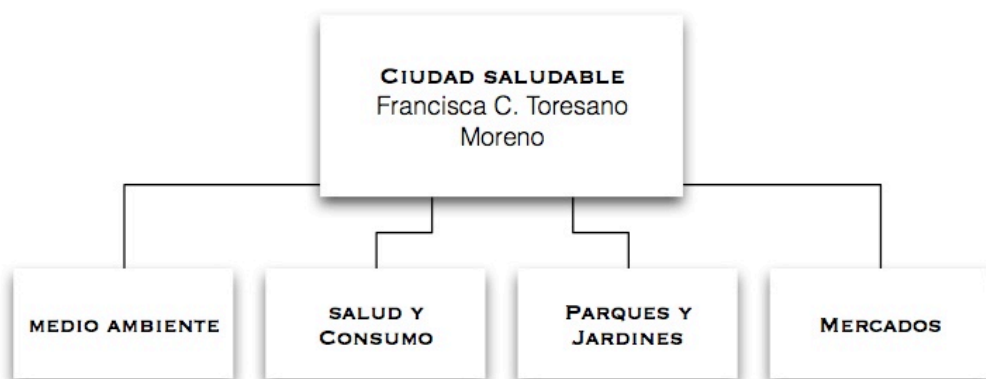 CIUDAD SALUDABLE
Francisca C. Toresano
Moreno
MEDIO AMBIENTE
SALUD Y
CONSUMO
PARQUES Y
JARDINES
MERCADOS